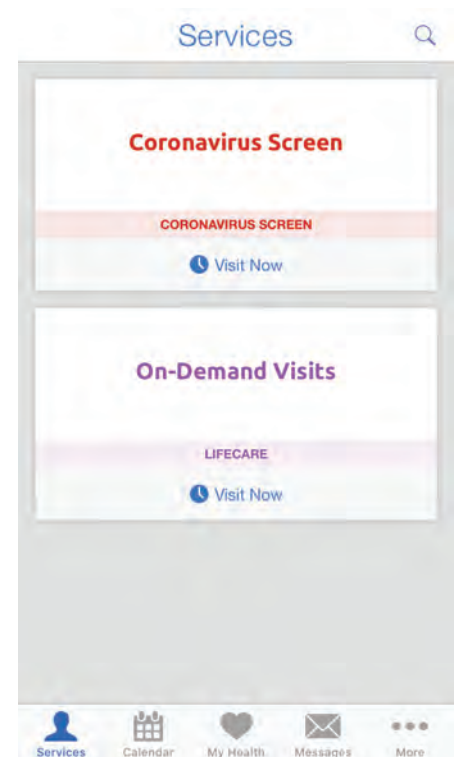 Services
Coronavirus Screen
CORONAVIRUS SCREEN
Visit Now
On-Demand Visits
LIFECARE
Visit Now
Services Calendar My Health Messages More